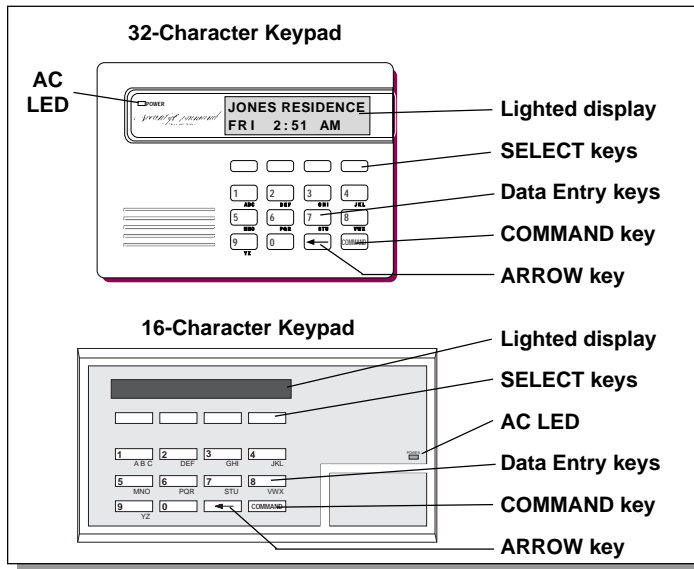 32-Character Keypad
AC
LED
POWER
JONES RESIDENCE
FRI 2:51 AM
Lighted display
SELECT keys
1 2 3 4
ABC DEF GHI JKL
Data Entry keys
5 6 7 8
MNO PQR STU VWX
COMMAND key
9 0 COMMAND
YZ
ARROW key
16-Character Keypad
Lighted display
SELECT keys
AC LED
POWER
1 2 3 4
ABC DEF GHI JKL
Data Entry keys
5 6 7 8
MNO PQR STU VWX
COMMAND key
9 0 COMMAND
YZ
ARROW key